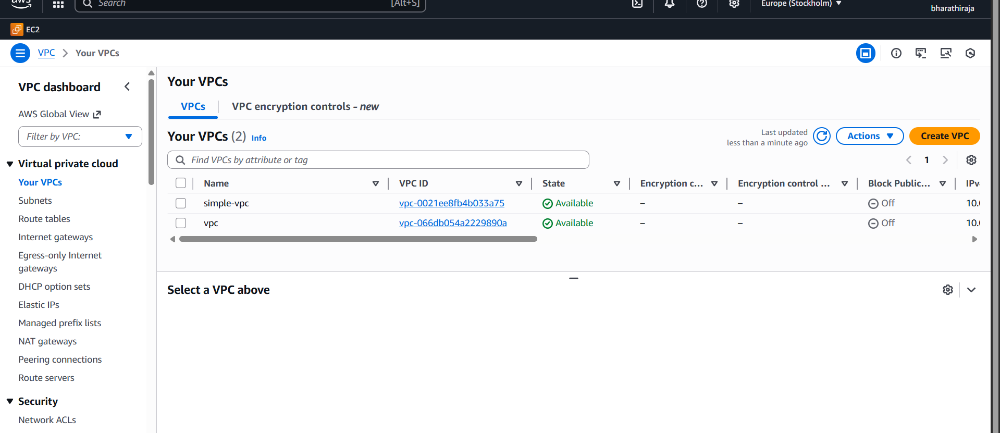 aws
Search
[Alt+S]
Europe (Stockholm)
bharathiraja
EC2
VPC
Your VPCs
VPC dashboard
AWS Global View
Filter by VPC:
Virtual private cloud
Your VPCs
Subnets
Route tables
Internet gateways
Egress-only Internet
gateways
DHCP option sets
Elastic IPs
Managed prefix lists
NAT gateways
Peering connections
Route servers
Security
Network ACLs
Your VPCs
VPCs
VPC encryption controls - new
Your VPCs (2) Info
Last updated
less than a minute ago
Actions
Create VPC
Find VPCs by attribute or tag
1
Name VPC ID State Encryption c... Encryption control ... Block Public...
simple-vpc vpc-0021ee8fb4b033a75 Available – – Off
vpc vpc-066db054a2229890a Available – – Off
Select a VPC above